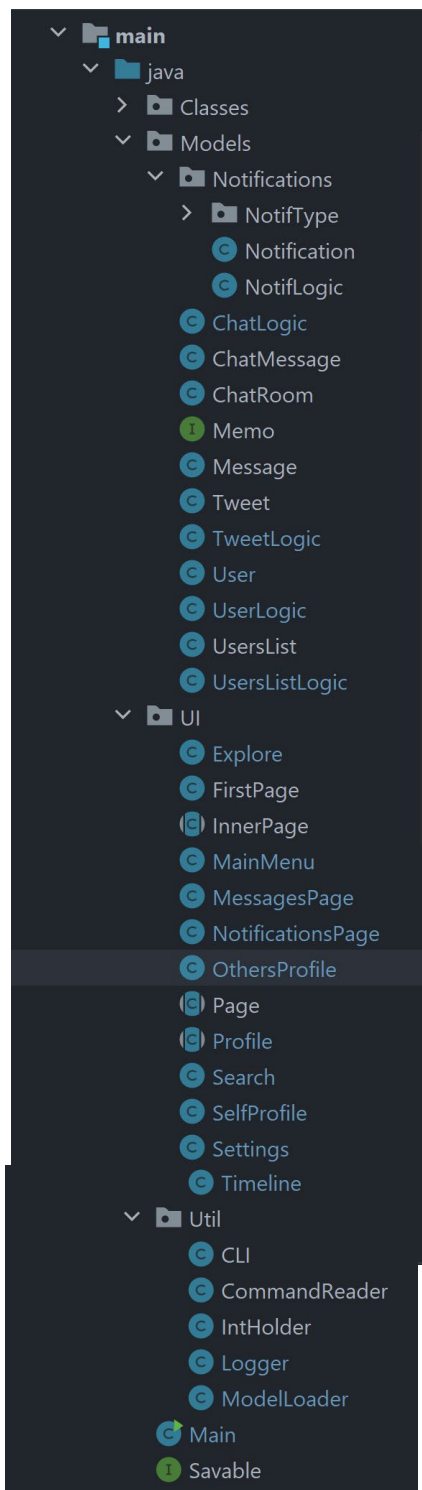 main
java
Classes
Models
Notifications
NotifType
Notification
NotifLogic
ChatLogic
ChatMessage
ChatRoom
Memo
Message
Tweet
TweetLogic
User
UserLogic
UsersList
UsersListLogic
UI
Explore
FirstPage
InnerPage
MainMenu
MessagesPage
NotificationsPage
OthersProfile
Page
Profile
Search
SelfProfile
Settings
Timeline
Util
CLI
CommandReader
IntHolder
Logger
ModelLoader
Main
Savable